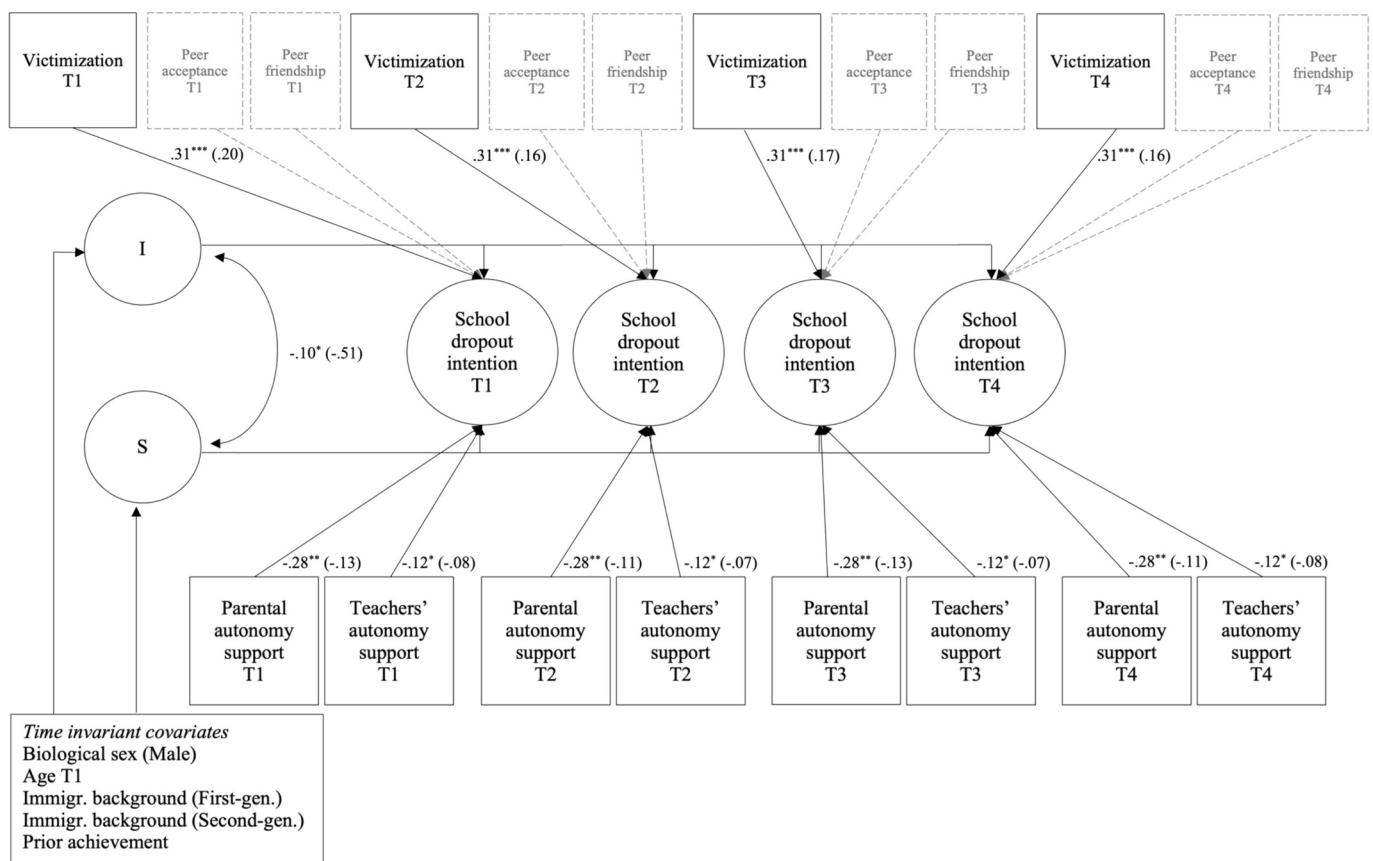 Victimization
T1
Peer
acceptance
T1
Peer
friendship
T1
Victimization
T2
Peer
acceptance
T2
Peer
friendship
T2
Victimization
T3
Peer
acceptance
T3
Peer
friendship
T3
Victimization
T4
Peer
acceptance
T4
Peer
friendship
T4
.31*** (.20)
.31*** (.16)
.31*** (.17)
.31*** (.16)
I
School
dropout
intention
T1
School
dropout
intention
T2
School
dropout
intention
T3
School
dropout
intention
T4
-.10* (-.51)
S
-.28** (-.13)
-.12* (-.08)
-.28** (-.11)
-.12* (-.07)
-.28** (-.13)
-.12* (-.07)
-.28** (-.11)
-.12* (-.08)
Parental
autonomy
support
T1
Teachers’
autonomy
support
T1
Parental
autonomy
support
T2
Teachers’
autonomy
support
T2
Parental
autonomy
support
T3
Teachers’
autonomy
support
T3
Parental
autonomy
support
T4
Teachers’
autonomy
support
T4
Time invariant covariates
Biological sex (Male)
Age T1
Immigr. background (First-gen.)
Immigr. background (Second-gen.)
Prior achievement